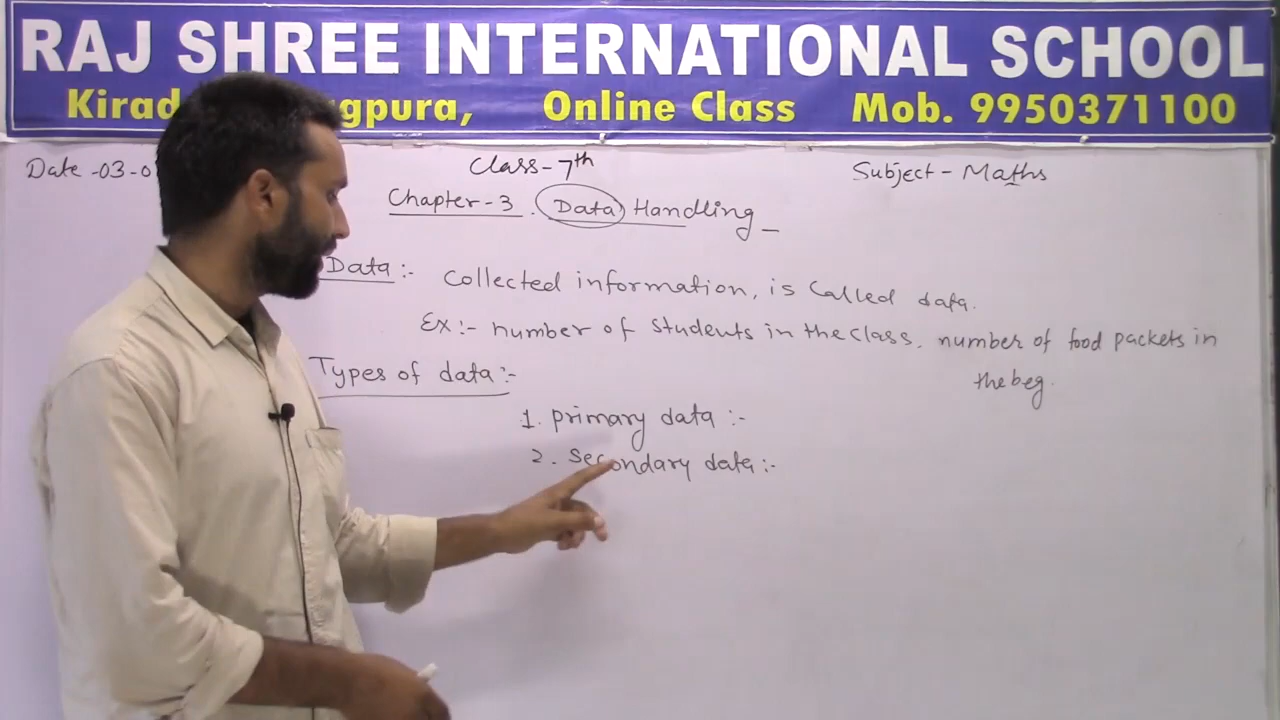 RAJ SHREE INTERNATIONAL SCHOOL
Online Class Mob. 9950371100
Date -03-0
Class-7th
Subject - Maths
Chapter-3. Data Handling
Data:- Collected information, is Called data.
Ex:- number of Students in the Class, number of food packets in
the beg.
Types of data:-
1. primary data :-
2. Secondary data:-